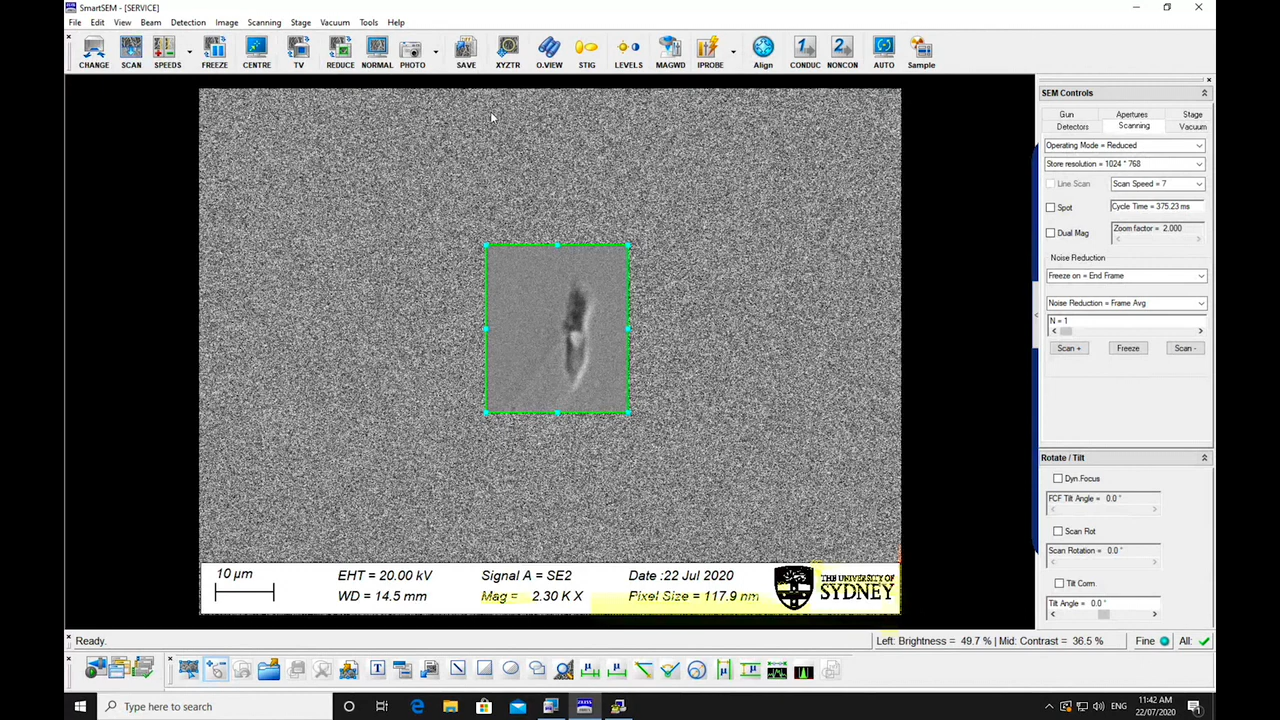 SmartSEM - [SERVICE]
File Edit View Beam Detection Image Scanning Stage Vacuum Tools Help
CHANGE SCAN SPEEDS FREEZE CENTRE TV REDUCE NORMAL PHOTO SAVE XYZTR O.VIEW STIG LEVELS MAGWD IPROBE Align CONDUC NONCON AUTO Sample
SEM Controls
Gun Apertures Stage
Detectors Scanning Vacuum
Operating Mode = Reduced
Store resolution = 1024 * 768
Line Scan Scan Speed = 7
Spot Cycle Time = 375.23 ms
Dual Mag Zoom factor = 2.000
Noise Reduction
Freeze on = End Frame
Noise Reduction = Frame Avg
N = 1
Scan + Freeze Scan -
Rotate / Tilt
Dyn.Focus
FCF Tilt Angle = 0.0 °
Scan Rot
Scan Rotation = 0.0 °
Tilt Corrn.
Tilt Angle = 0.0 °
10 µm EHT = 20.00 kV Signal A = SE2 Date :22 Jul 2020
WD = 14.5 mm Mag = 2.30 K X Pixel Size = 117.9 nm
THE UNIVERSITY OF
SYDNEY
Ready. Left: Brightness = 49.7 % | Mid: Contrast = 36.5 % Fine All:
Type here to search
ENG
11:42 AM
22/07/2020